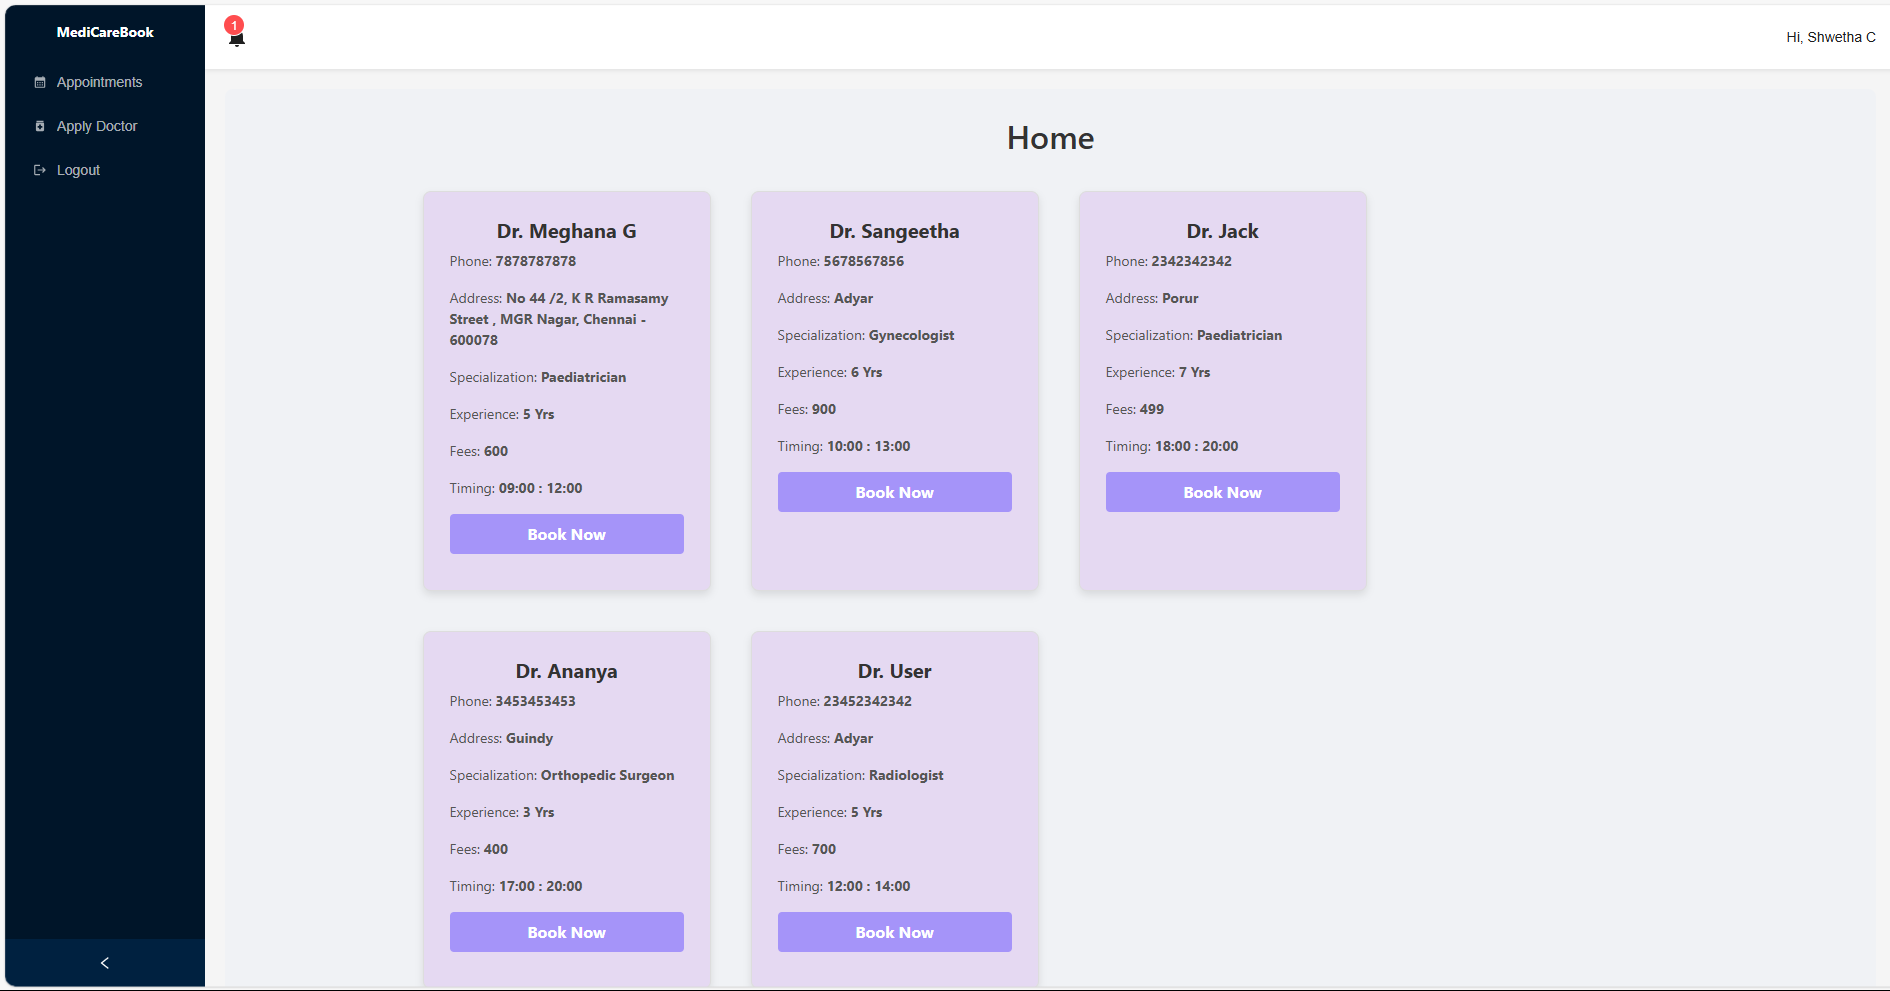 MediCareBook
Appointments
Apply Doctor
Logout
1
Hi, Shwetha C
Home
Dr. Meghana G
Phone: 7878787878
Address: No 44 /2, K R Ramasamy
Street , MGR Nagar, Chennai -
600078
Specialization: Paediatrician
Experience: 5 Yrs
Fees: 600
Timing: 09:00 : 12:00
Book Now
Dr. Sangeetha
Phone: 5678567856
Address: Adyar
Specialization: Gynecologist
Experience: 6 Yrs
Fees: 900
Timing: 10:00 : 13:00
Book Now
Dr. Jack
Phone: 2342342342
Address: Porur
Specialization: Paediatrician
Experience: 7 Yrs
Fees: 499
Timing: 18:00 : 20:00
Book Now
Dr. Ananya
Phone: 3453453453
Address: Guindy
Specialization: Orthopedic Surgeon
Experience: 3 Yrs
Fees: 400
Timing: 17:00 : 20:00
Book Now
Dr. User
Phone: 23452342342
Address: Adyar
Specialization: Radiologist
Experience: 5 Yrs
Fees: 700
Timing: 12:00 : 14:00
Book Now